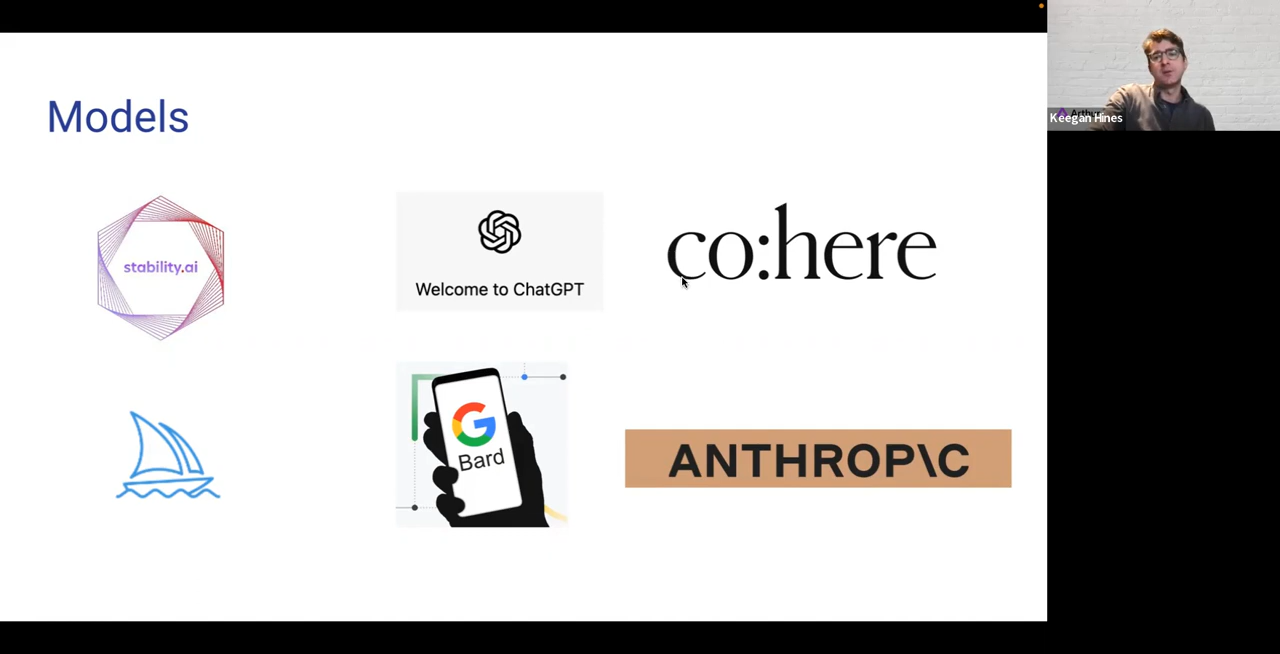 Models
stability.ai
Welcome to ChatGPT
co:here
G
Bard
ANTHROP\C
Keegan Hines